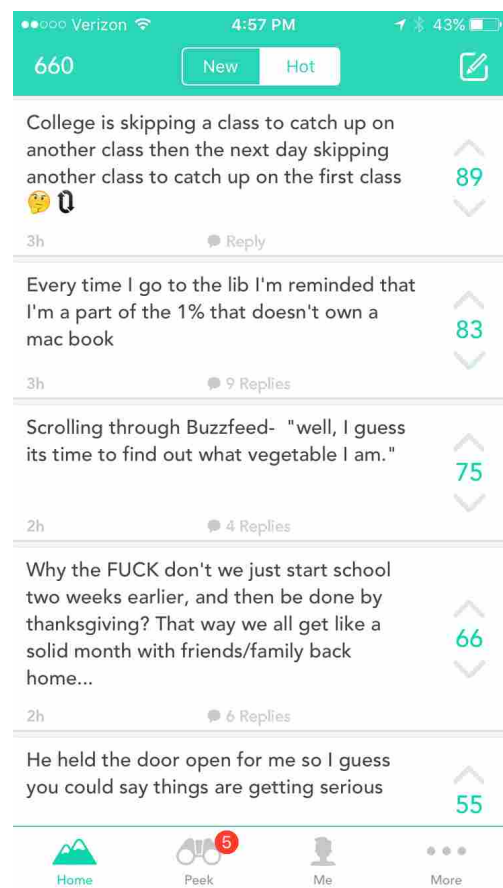 Verizon 4:57 PM 43%
660 New Hot
College is skipping a class to catch up on
another class then the next day skipping
another class to catch up on the first class
🤔
89
3h Reply
Every time I go to the lib I'm reminded that
I'm a part of the 1% that doesn't own a
mac book
83
3h 9 Replies
Scrolling through Buzzfeed- "well, I guess
its time to find out what vegetable I am."
75
2h 4 Replies
Why the FUCK don't we just start school
two weeks earlier, and then be done by
thanksgiving? That way we all get like a
solid month with friends/family back
home...
66
2h 6 Replies
He held the door open for me so I guess
you could say things are getting serious
55
5
Home Peek Me More